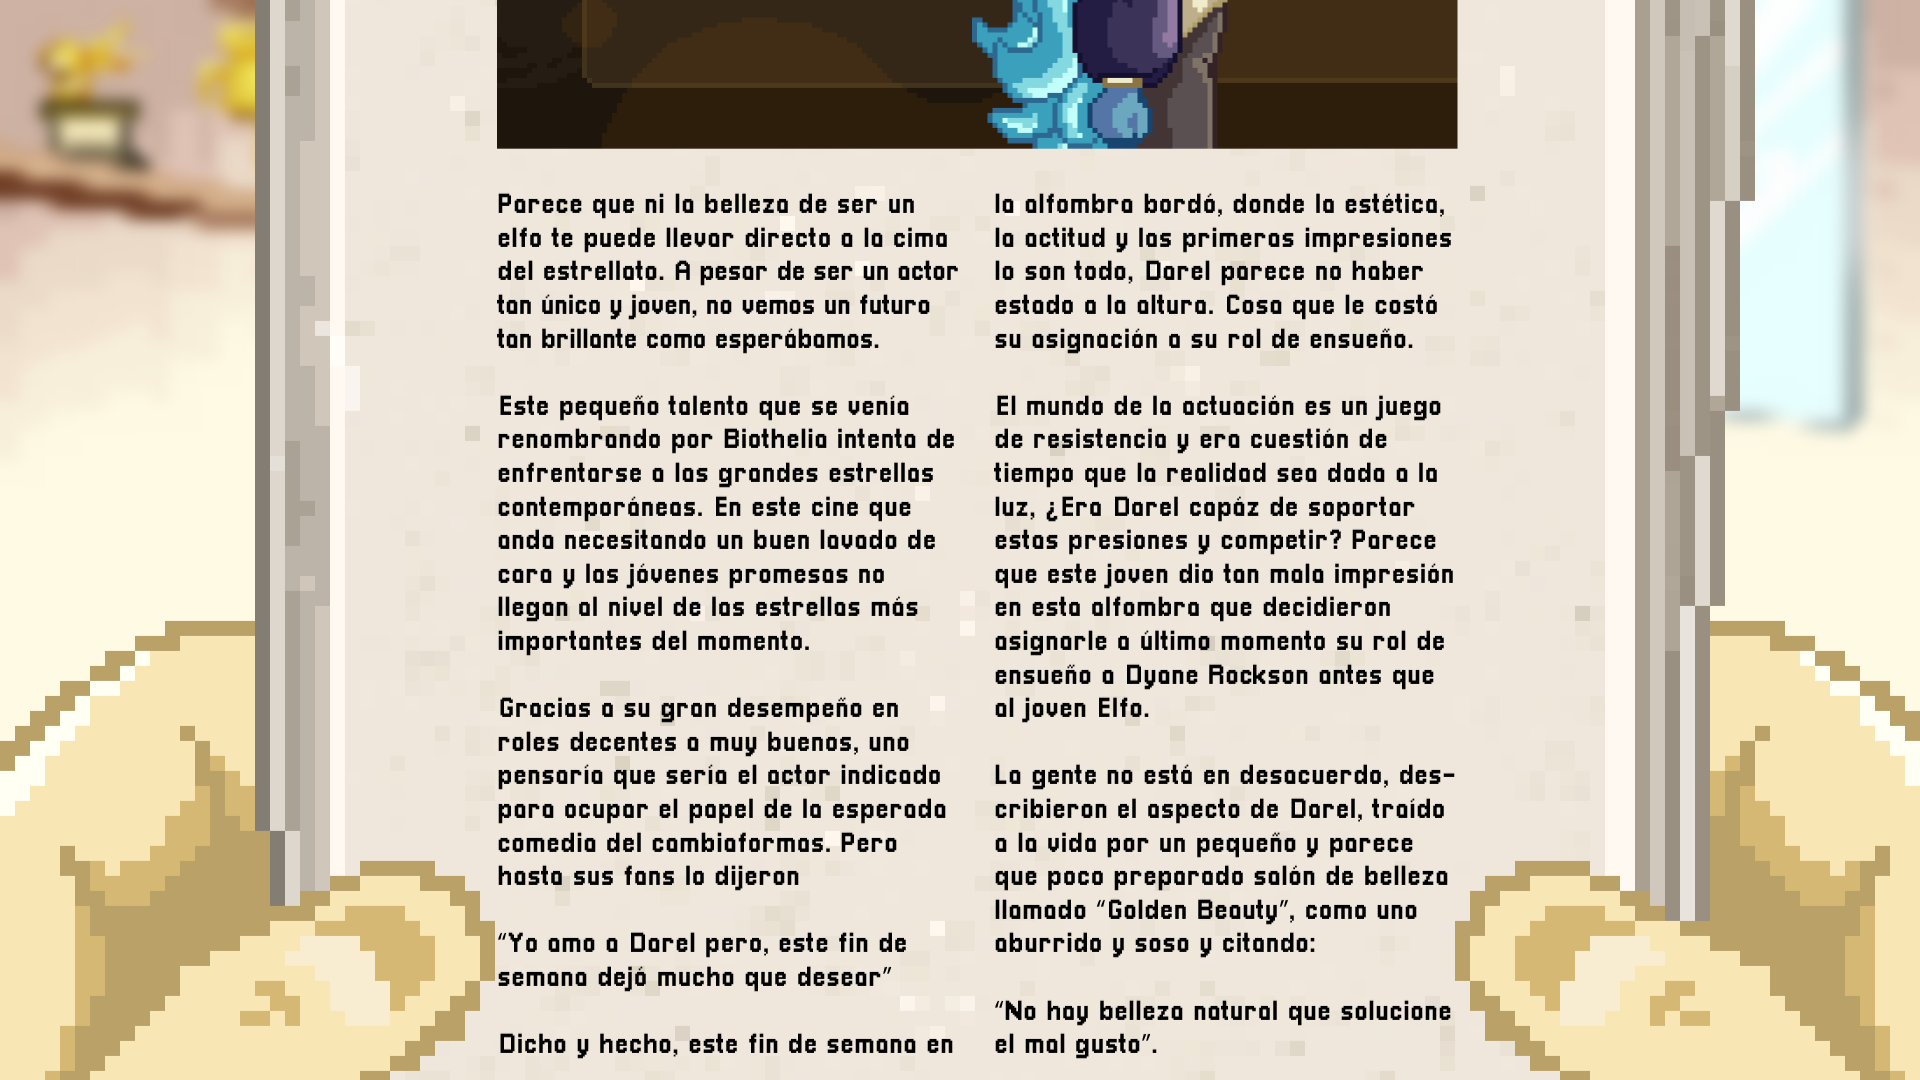 Parece que ni la belleza de ser un
elfo te puede llevar directo a la cima
del estrellato. A pesar de ser un actor
tan único y joven, no vemos un futuro
tan brillante como esperábamos.
Este pequeño talento que se venía
renombrando por Biothelia intenta de
enfrentarse a las grandes estrellas
contemporáneas. En este cine que
anda necesitando un buen lavado de
cara y las jóvenes promesas no
llegan al nivel de las estrellas más
importantes del momento.
Gracias a su gran desempeño en
roles decentes a muy buenos, uno
pensaría que sería el actor indicado
para ocupar el papel de la esperada
comedia del cambiaformas. Pero
hasta sus fans lo dijeron
“Yo amo a Darel pero, este fin de
semana dejó mucho que desear”
Dicho y hecho, este fin de semana en
la alfombra bordó, donde la estética,
la actitud y las primeras impresiones
lo son todo, Darel parece no haber
estado a la altura. Cosa que le costó
su asignación a su rol de ensueño.
El mundo de la actuación es un juego
de resistencia y era cuestión de
tiempo que la realidad sea dada a la
luz, ¿Era Darel capáz de soportar
estas presiones y competir? Parece
que este joven dio tan mala impresión
en esta alfombra que decidieron
asignarle a último momento su rol de
ensueño a Dyane Rockson antes que
al joven Elfo.
La gente no está en desacuerdo, des-
cribieron el aspecto de Darel, traído
a la vida por un pequeño y parece
que poco preparado salón de belleza
llamado “Golden Beauty”, como uno
aburrido y soso y citando:
“No hay belleza natural que solucione
el mal gusto”.